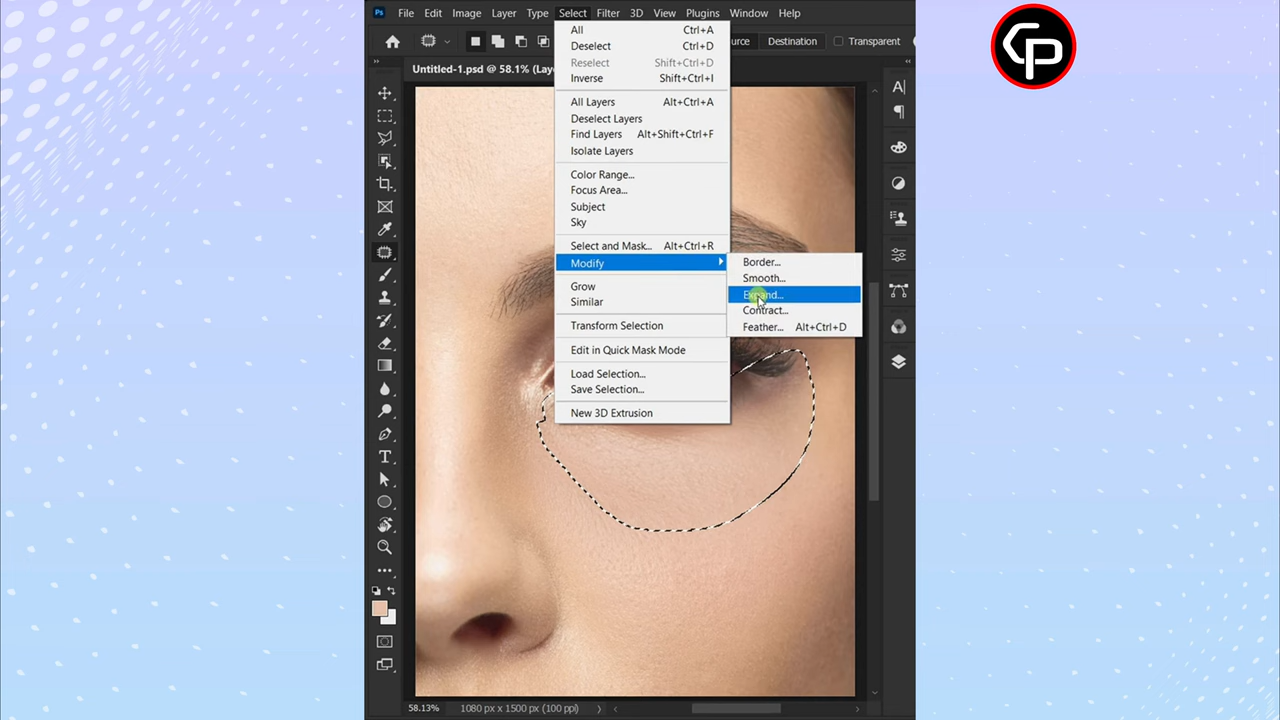 Ps File Edit Image Layer Type Select Filter 3D View Plugins Window Help
urce Destination Transparent
Untitled-1.psd @ 58.1% (Lay
All Ctrl+A
Deselect Ctrl+D
Reselect Shift+Ctrl+D
Inverse Shift+Ctrl+I
All Layers Alt+Ctrl+A
Deselect Layers
Find Layers Alt+Shift+Ctrl+F
Isolate Layers
Color Range...
Focus Area...
Subject
Sky
Select and Mask... Alt+Ctrl+R
Modify
Grow
Similar
Transform Selection
Edit in Quick Mask Mode
Load Selection...
Save Selection...
New 3D Extrusion
Border...
Smooth...
Expand...
Contract...
Feather... Alt+Ctrl+D
58.13% 1080 px x 1500 px (100 ppi)